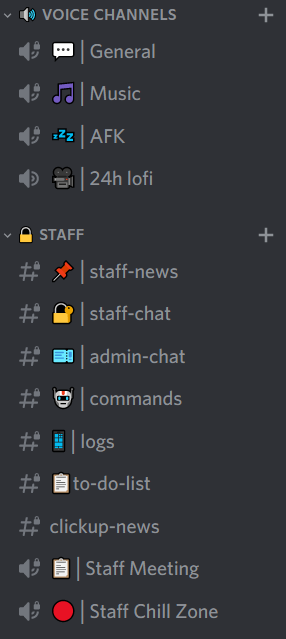 VOICE CHANNELS
💬 | General
🎵 | Music
💤 | AFK
🎥 | 24h lofi
🔒 STAFF
📌 | staff-news
🔐 | staff-chat
🎫 | admin-chat
🤖 | commands
📱 | logs
📋to-do-list
clickup-news
📋 | Staff Meeting
🔴 | Staff Chill Zone